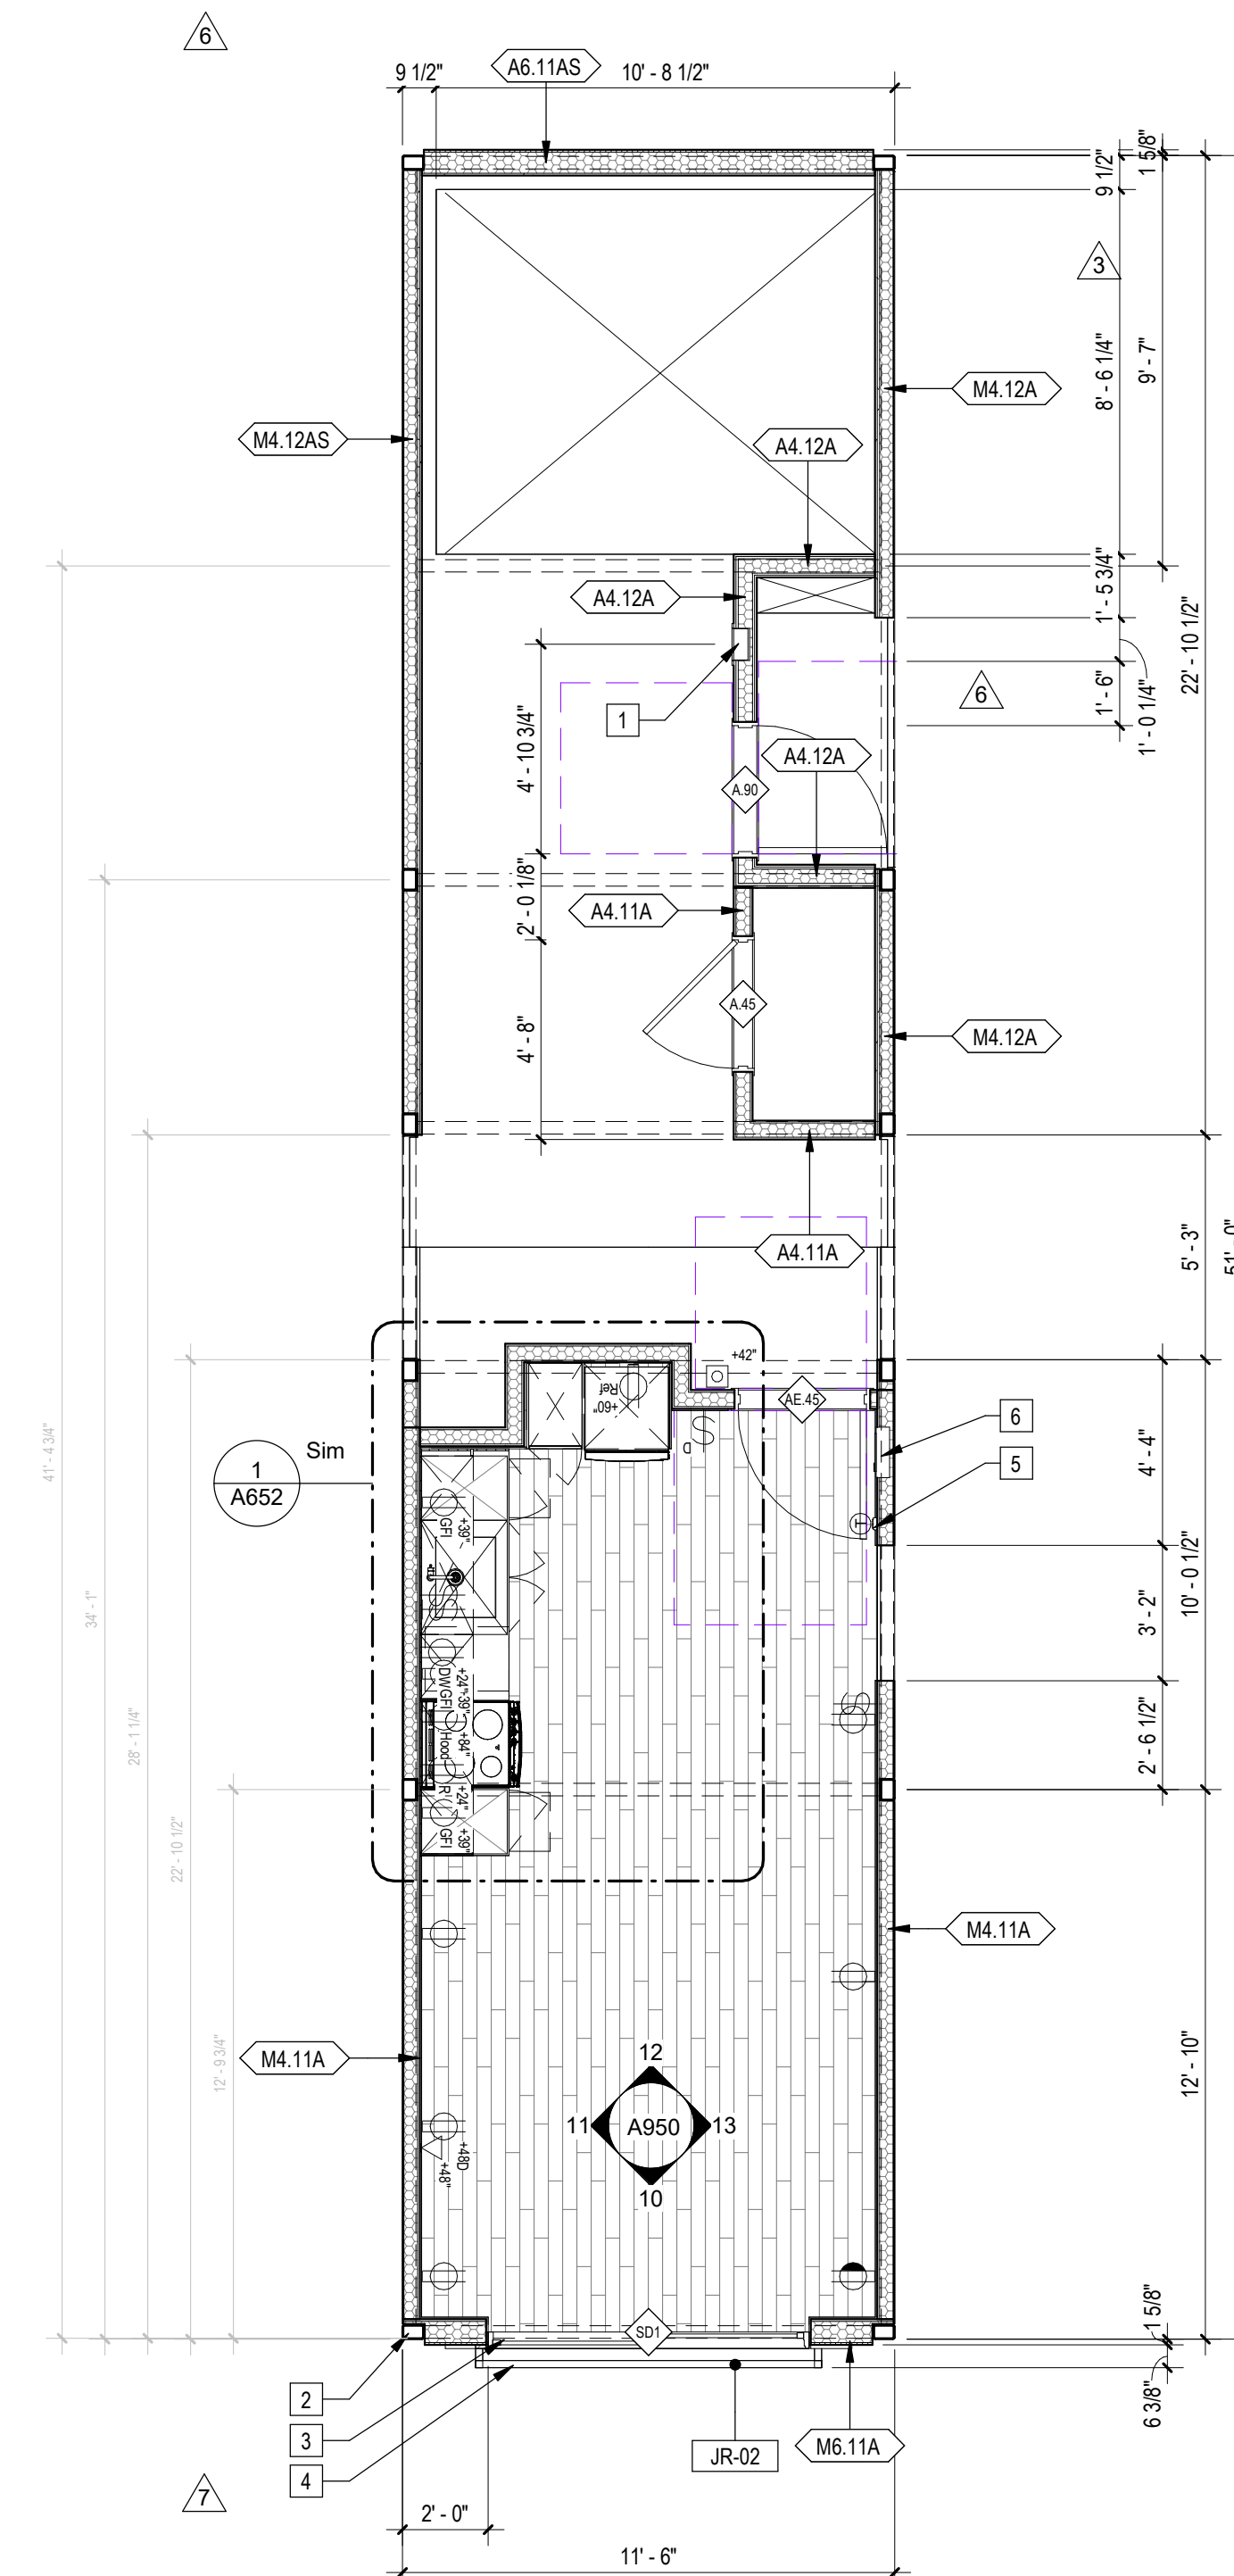 6
9 1/2"
A6.11AS
10' - 8 1/2"
1 5/8"
9 1/2"
3
8' - 6 1/4"
9' - 7"
M4.12A
M4.12AS
A4.12A
A4.12A
1' - 5 3/4"
22' - 10 1/2"
1' - 6"
1' - 0 1/4"
6
1
4' - 10 3/4"
A4.12A
A.90
2' - 0 1/8"
A4.11A
A.45
4' - 8"
M4.12A
A4.11A
5' - 3"
51' - 0"
+42"
Ref
+60"
AE.45
S
D
6
5
4' - 4"
1
A652
Sim
41' - 4 3/4"
34' - 1"
28' - 1 1/4"
22' - 10 1/2"
12' - 9 3/4"
+39"
GFI
T
3' - 2"
10' - 0 1/2"
+24"
+39"
DW
GFI
S
+84"
Hood
2' - 6 1/2"
+24"
R
+39"
GFI
M4.11A
M4.11A
12' - 10"
12
11
A950
13
10
+48D
+48"
SD1
1 5/8"
6 3/8"
2
3
4
JR-02
M6.11A
7
2' - 0"
11' - 6"